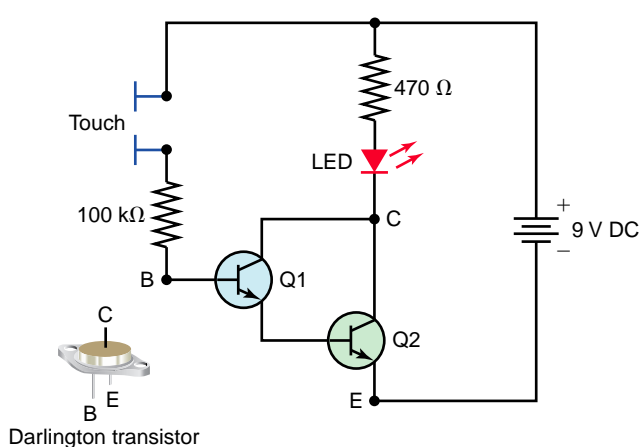 470 Ω
Touch
LED
100 kΩ
C
+
9 V DC
−
B
Q1
Q2
C
E
B
E
Darlington transistor